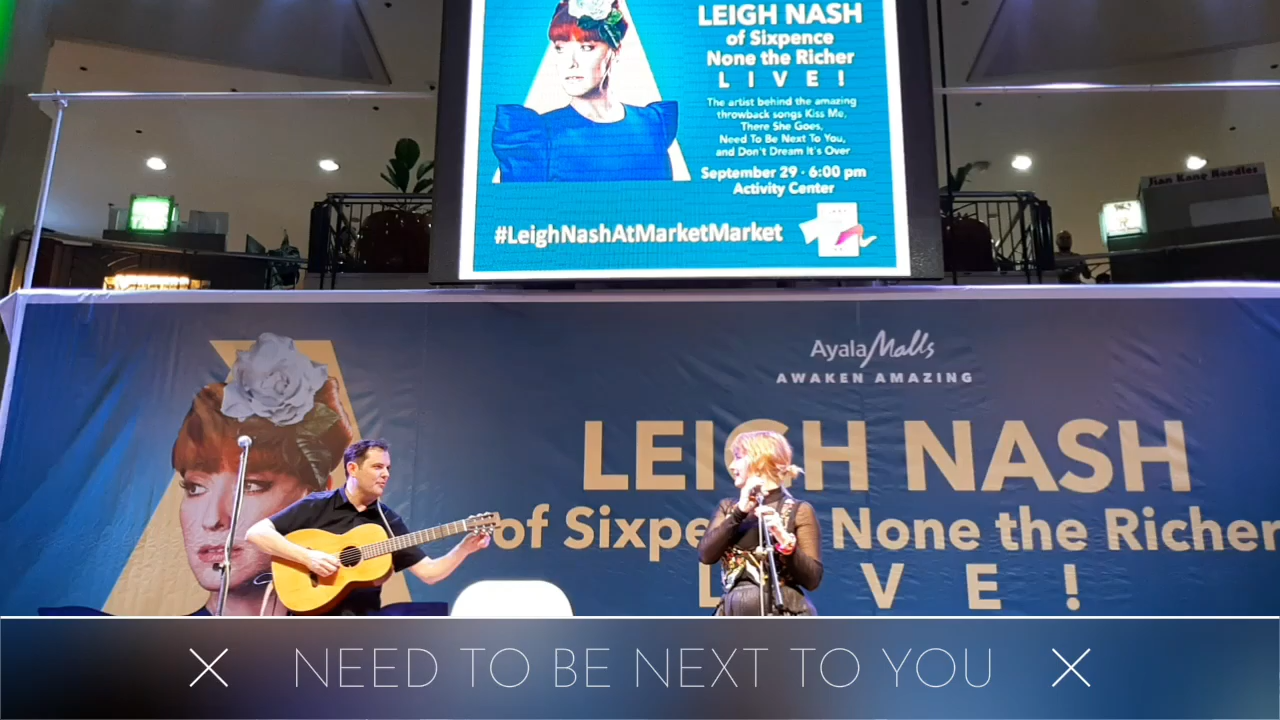 LEIGH NASH
of Sixpence
None the Richer
LIVE!
The artist behind the amazing
throwback songs Kiss Me,
There She Goes,
Need To Be Next To You,
and Don't Dream It's Over
September 29 · 6:00 pm
Activity Center
#LeighNashAtMarketMarket
Jian Kong Noodles
Ayala Malls
AWAKEN AMAZING
LEIGH NASH
of Sixpe None the Richer
L VE!
NEED TO BE NEXT TO YOU